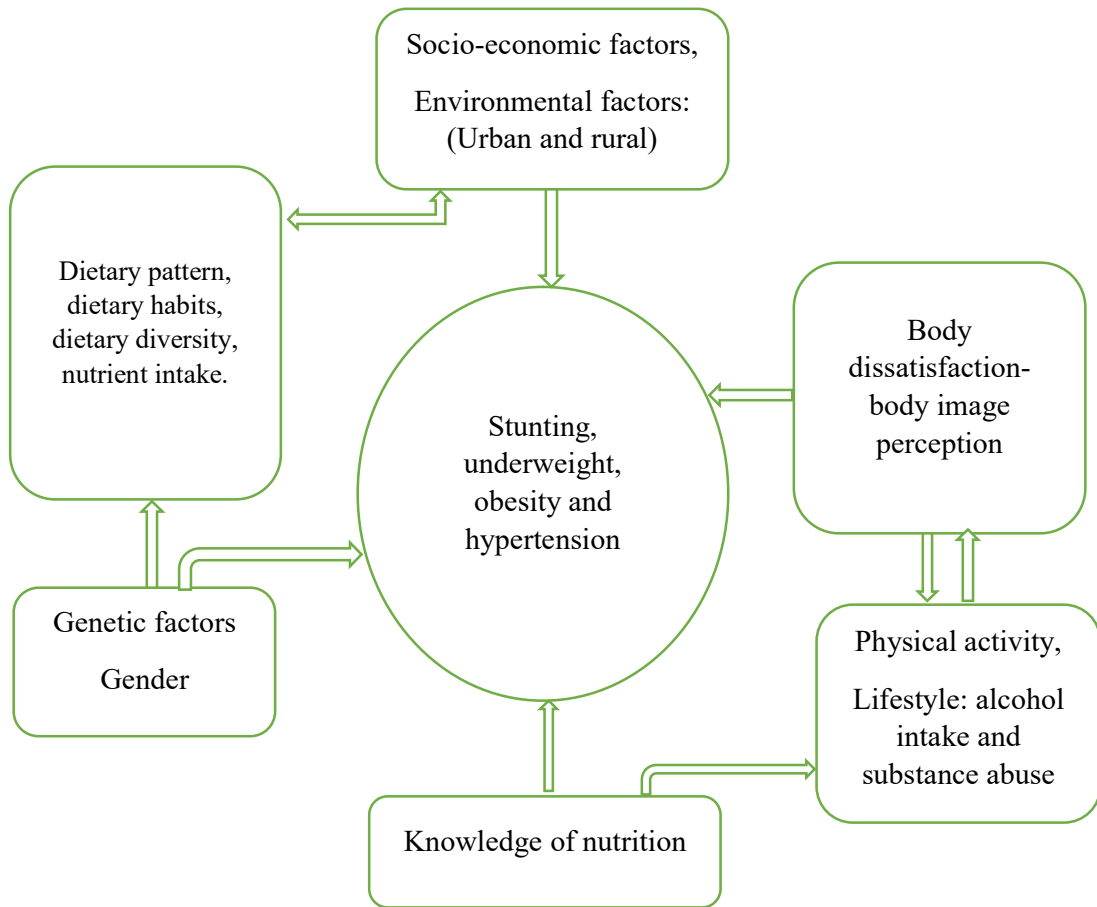 Socio-economic factors,
Environmental factors:
(Urban and rural)
Dietary pattern,
dietary habits,
dietary diversity,
nutrient intake.
Body
dissatisfaction-
body image
perception
Stunting,
underweight,
obesity and
hypertension
Genetic factors
Gender
Physical activity,
Lifestyle: alcohol
intake and
substance abuse
Knowledge of nutrition